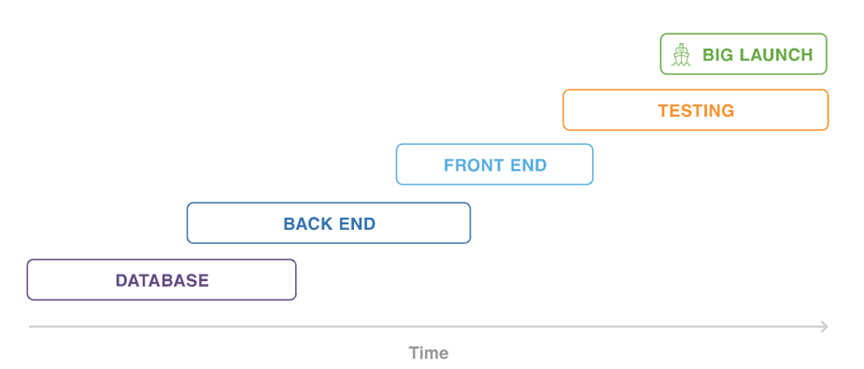 BIG LAUNCH
TESTING
FRONT END
BACK END
DATABASE
Time